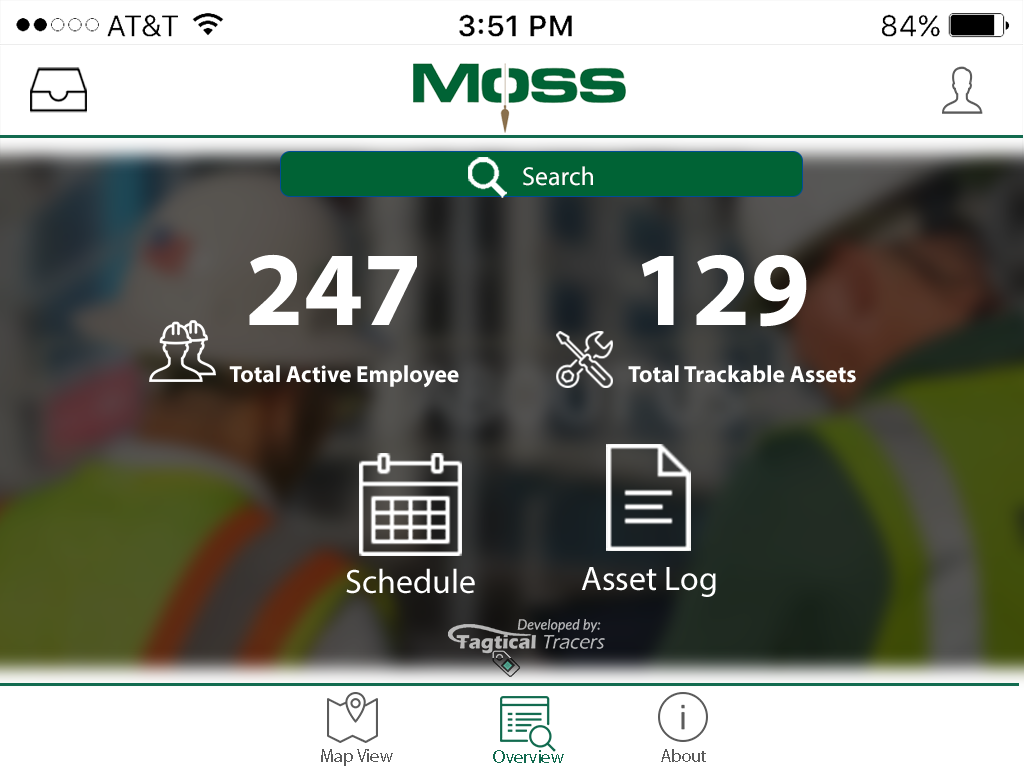 AT&T 3:51 PM 84%
Moss
Search
247 129
Total Active Employee Total Trackable Assets
Schedule Asset Log
Developed by:
Tagtical Tracers
Map View Overview About